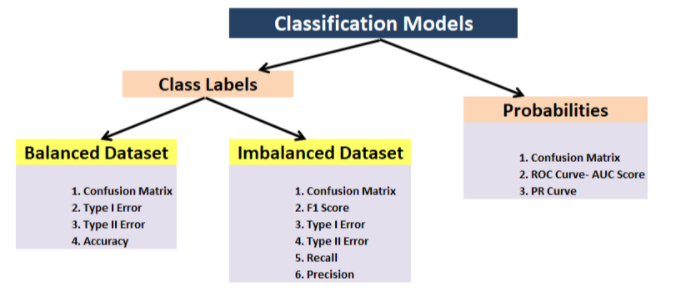 Classification Models
Class Labels
Probabilities
1. Confusion Matrix
2. ROC Curve- AUC Score
3. PR Curve
Balanced Dataset
1. Confusion Matrix
2. Type I Error
3. Type II Error
4. Accuracy
Imbalanced Dataset
1. Confusion Matrix
2. F1 Score
3. Type I Error
4. Type II Error
5. Recall
6. Precision